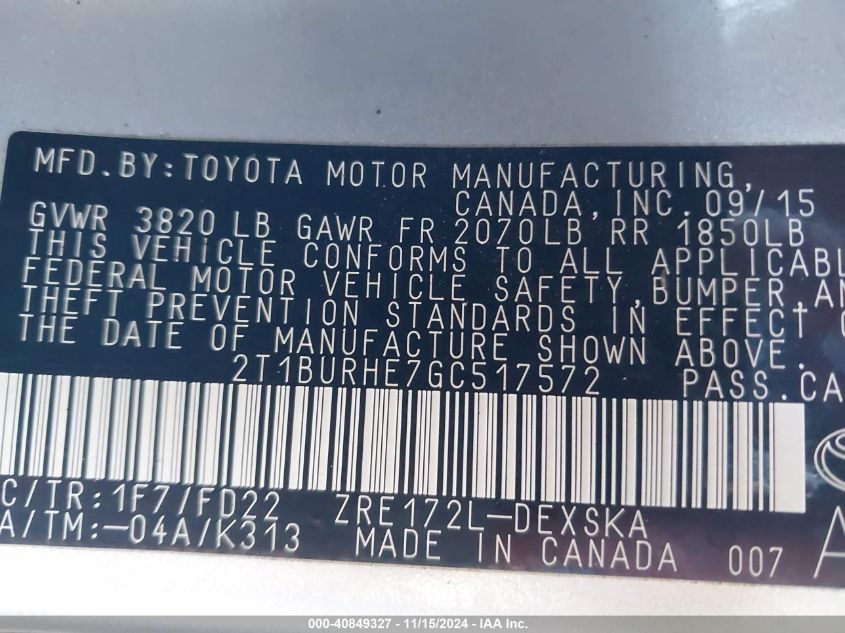 MFD.BY:TOYOTA MOTOR MANUFACTURING,
CANADA, INC. 09/15
GVWR 3820 LB GAWR FR 2070LB RR 1850LB
THIS VEHICLE CONFORMS TO ALL APPLICABL
FEDERAL MOTOR VEHICLE SAFETY, BUMPER, AN
THEFT PREVENTION STANDARDS IN EFFECT O
THE DATE OF MANUFACTURE SHOWN ABOVE.
2T1BURHE7GC517572 PASS.CA
C/TR:1F7/FD22 ZRE172L-DEXSKA
A/TM:-04A/K313 MADE IN CANADA 007 A
000-40849327 - 11/15/2024 - IAA Inc.